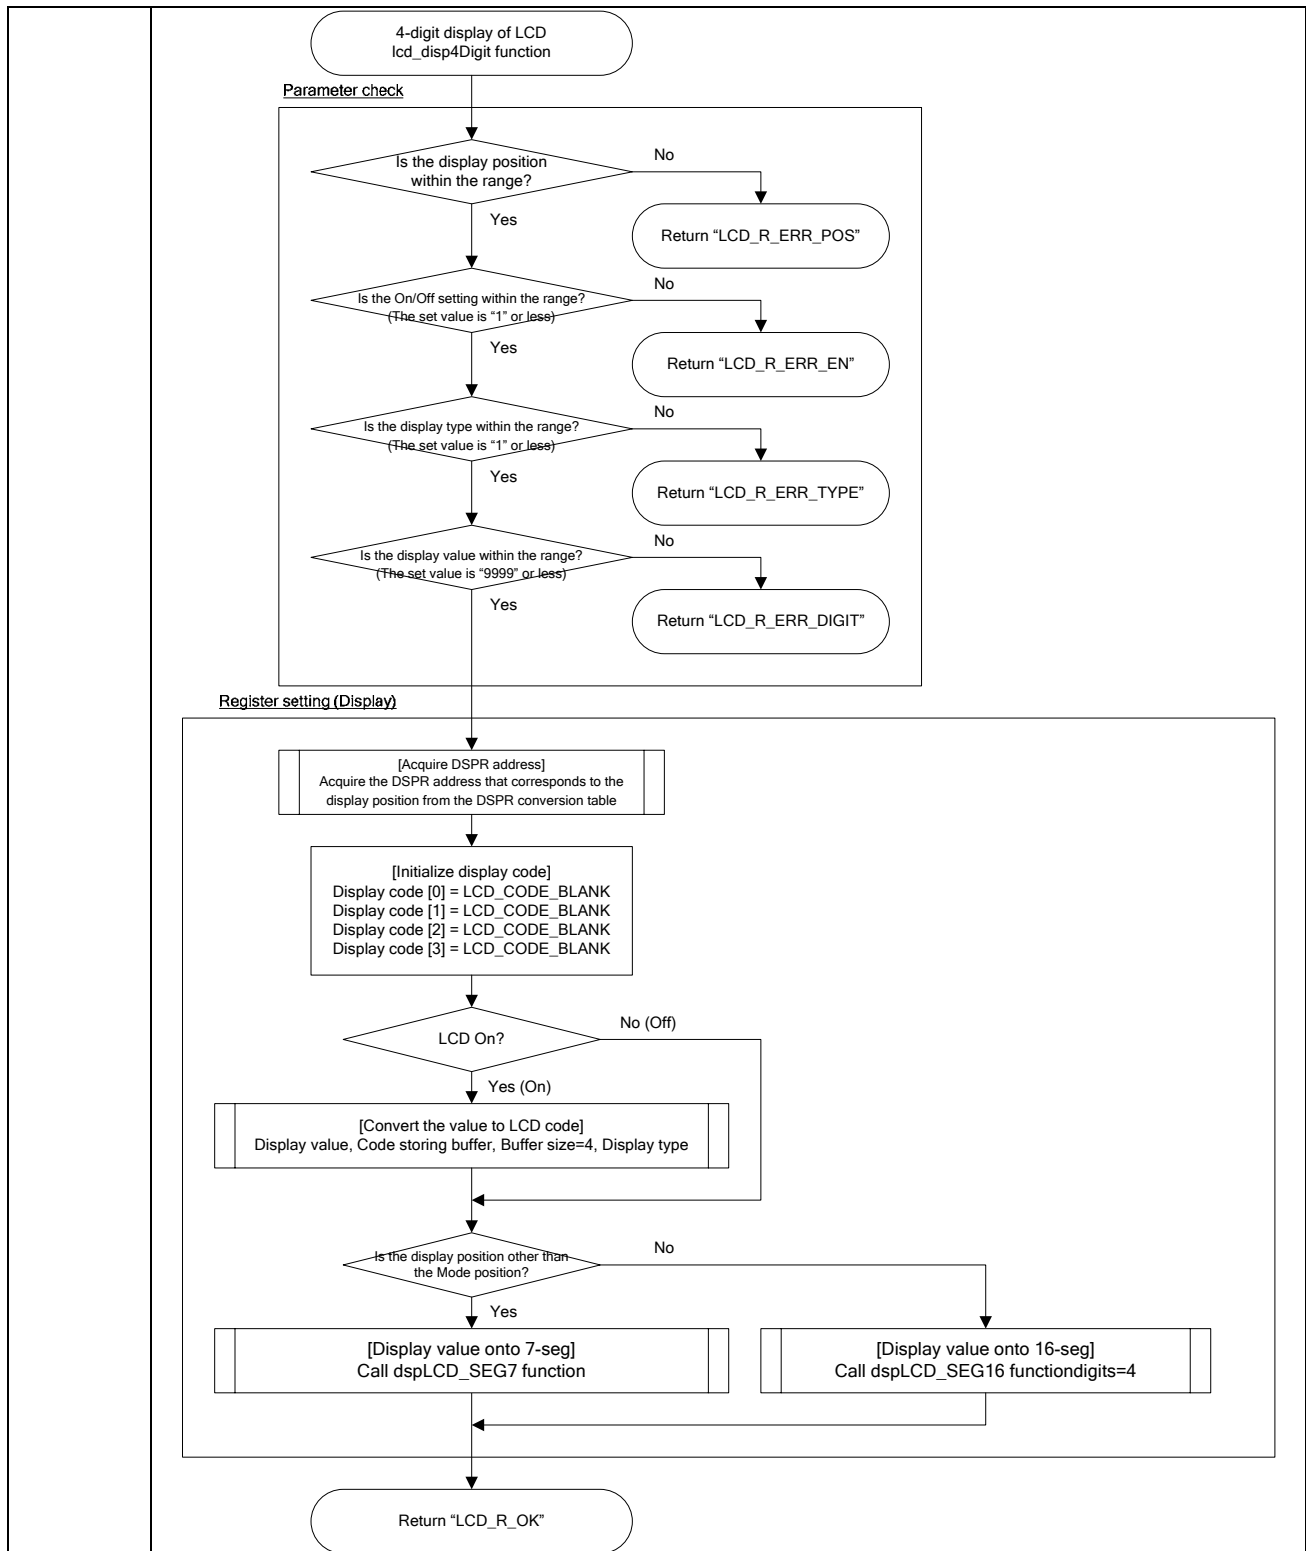 4-digit display of LCD
lcd_disp4Digit function
Parameter check
Is the display position
within the range?
No
Yes
Return “LCD_R_ERR_POS”
Is the On/Off setting within the range?
(The set value is “1” or less)
No
Yes
Return “LCD_R_ERR_EN”
Is the display type within the range?
(The set value is “1” or less)
No
Yes
Return “LCD_R_ERR_TYPE”
Is the display value within the range?
(The set value is “9999” or less)
No
Yes
Return “LCD_R_ERR_DIGIT”
Register setting (Display)
[Acquire DSPR address]
Acquire the DSPR address that corresponds to the
display position from the DSPR conversion table
[Initialize display code]
Display code [0] = LCD_CODE_BLANK
Display code [1] = LCD_CODE_BLANK
Display code [2] = LCD_CODE_BLANK
Display code [3] = LCD_CODE_BLANK
LCD On?
No (Off)
Yes (On)
[Convert the value to LCD code]
Display value, Code storing buffer, Buffer size=4, Display type
Is the display position other than
the Mode position?
No
Yes
[Display value onto 7-seg]
Call dspLCD_SEG7 function
[Display value onto 16-seg]
Call dspLCD_SEG16 functiondigits=4
Return “LCD_R_OK”